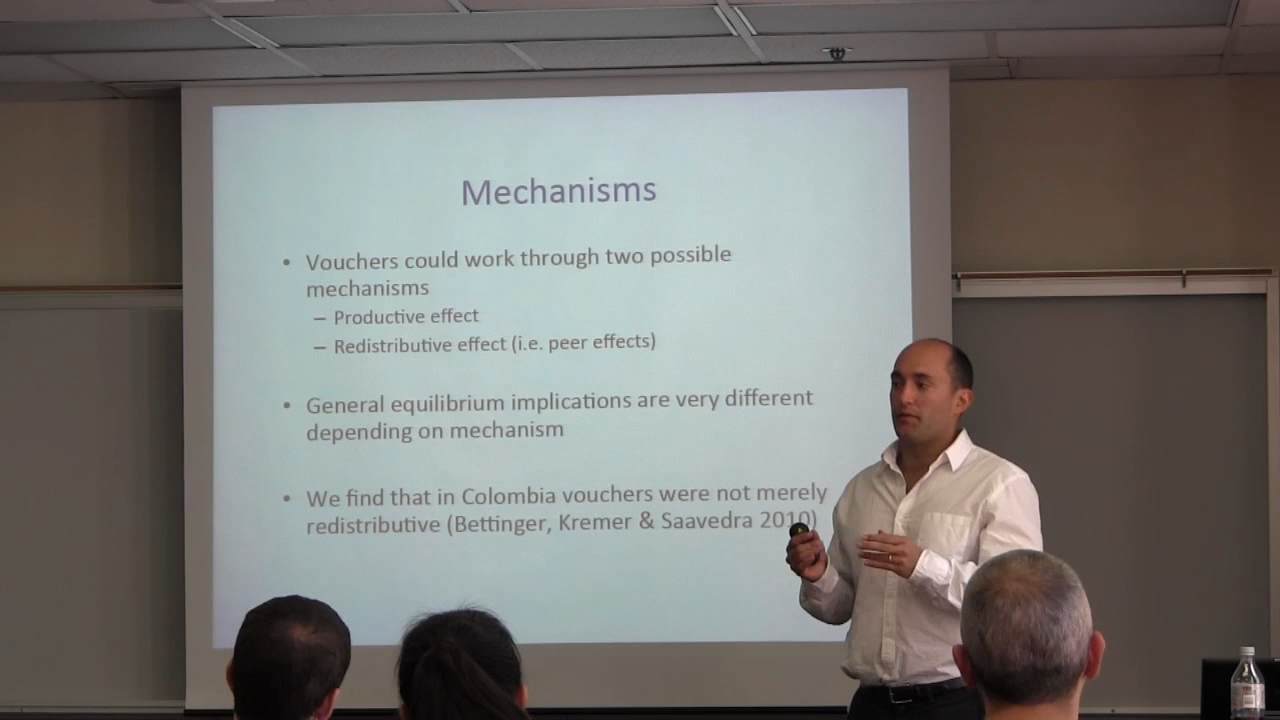 Mechanisms
• Vouchers could work through two possible
mechanisms
– Productive effect
– Redistributive effect (i.e. peer effects)
• General equilibrium implications are very different
depending on mechanism
• We find that in Colombia vouchers were not merely
redistributive (Bettinger, Kremer & Saavedra 2010)